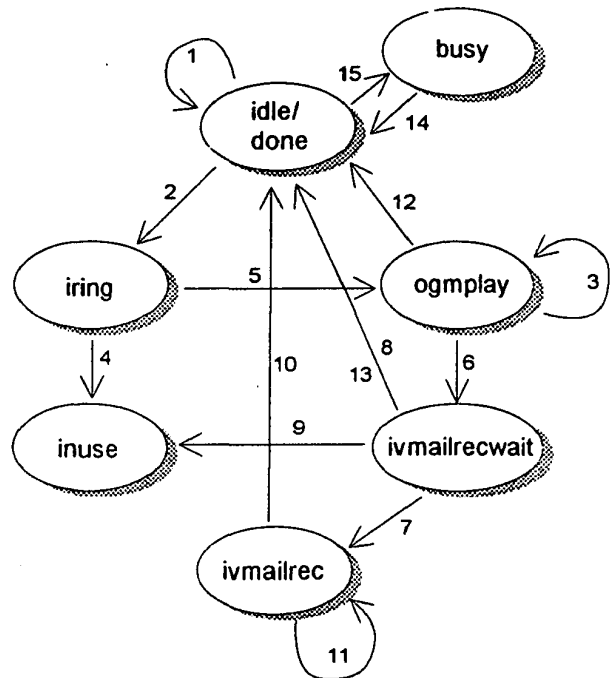 1
15
busy
idle/
done
14
2
12
iring
5
ogmplay
3
4
10
8
13
6
inuse
9
ivmailrecwait
7
ivmailrec
11